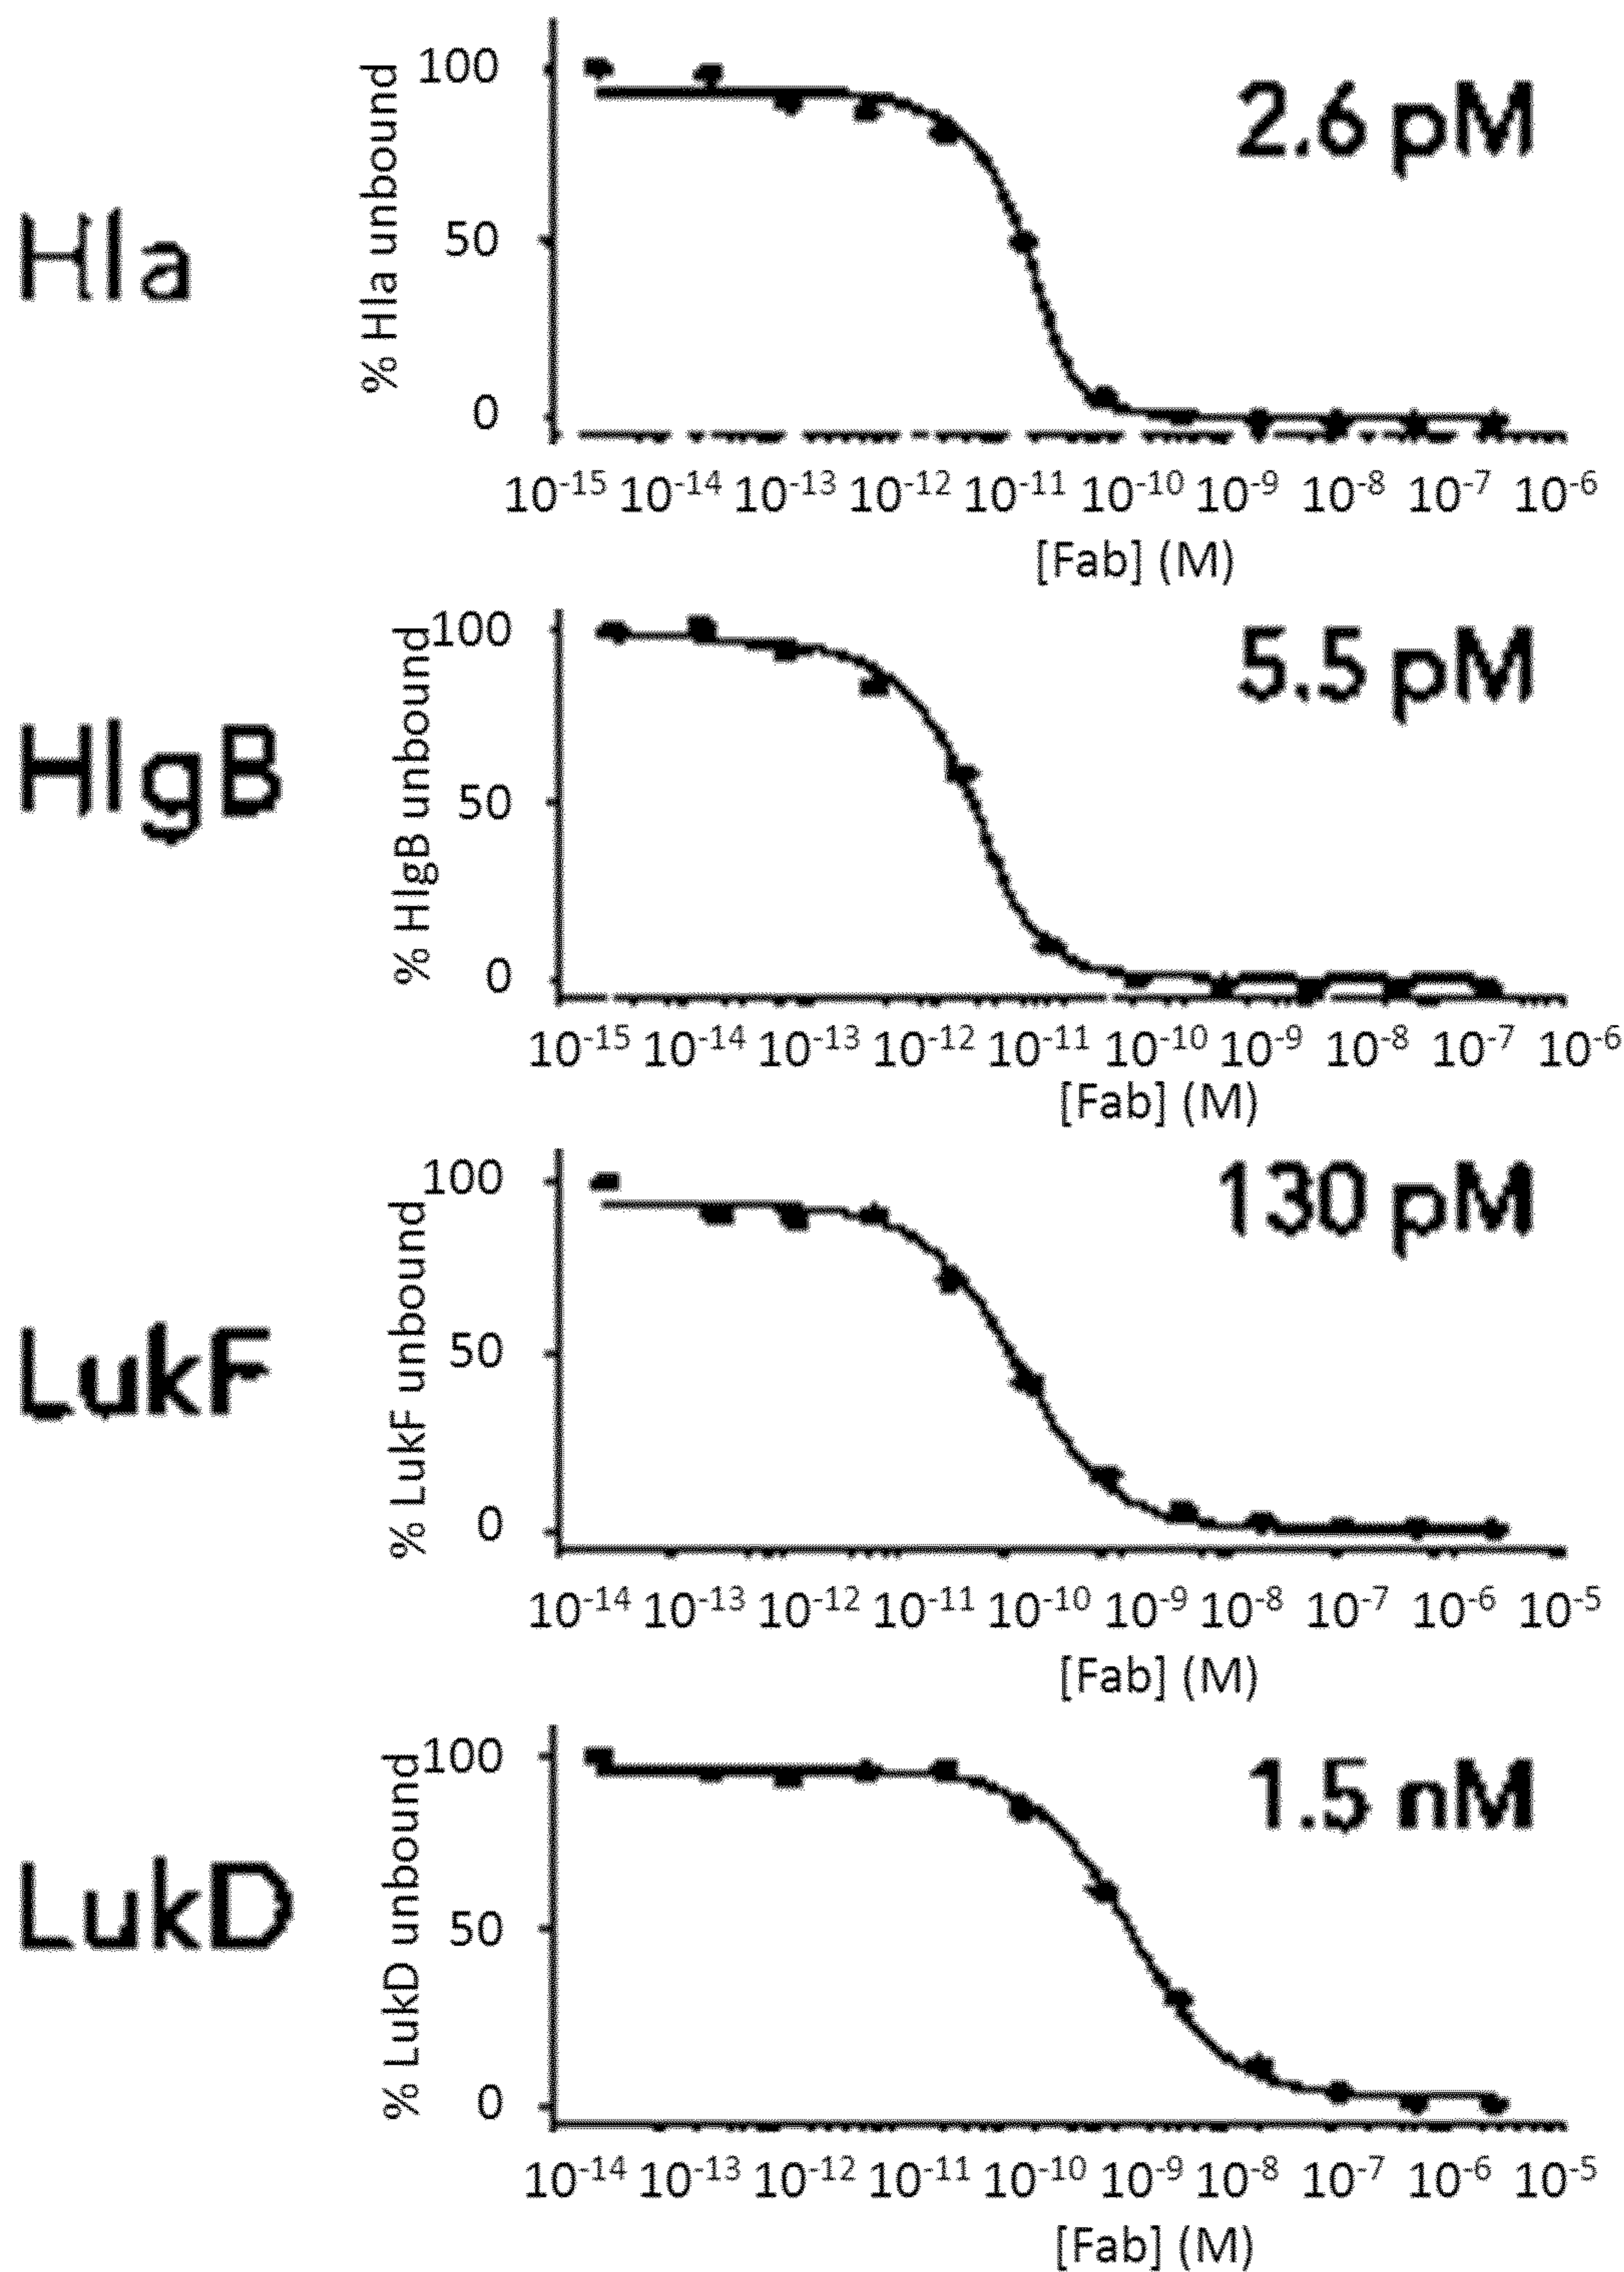 Hla
% Hla unbound
100
50
0
2.6 pM
10-15 10-14 10-13 10-12 10-11 10-10 10-9 10-8 10-7 10-6
[Fab] (M)
HlgB
% HlgB unbound
100
50
0
5.5 pM
10-15 10-14 10-13 10-12 10-11 10-10 10-9 10-8 10-7 10-6
[Fab] (M)
LukF
% LukF unbound
100
50
0
130 pM
10-14 10-13 10-12 10-11 10-10 10-9 10-8 10-7 10-6 10-5
[Fab] (M)
LukD
% LukD unbound
100
50
0
1.5 nM
10-14 10-13 10-12 10-11 10-10 10-9 10-8 10-7 10-6 10-5
[Fab] (M)